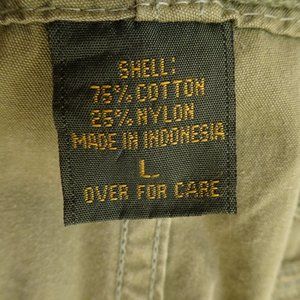 SHELL:
75% COTTON
25% NYLON
MADE IN INDONESIA
L
OVER FOR CARE